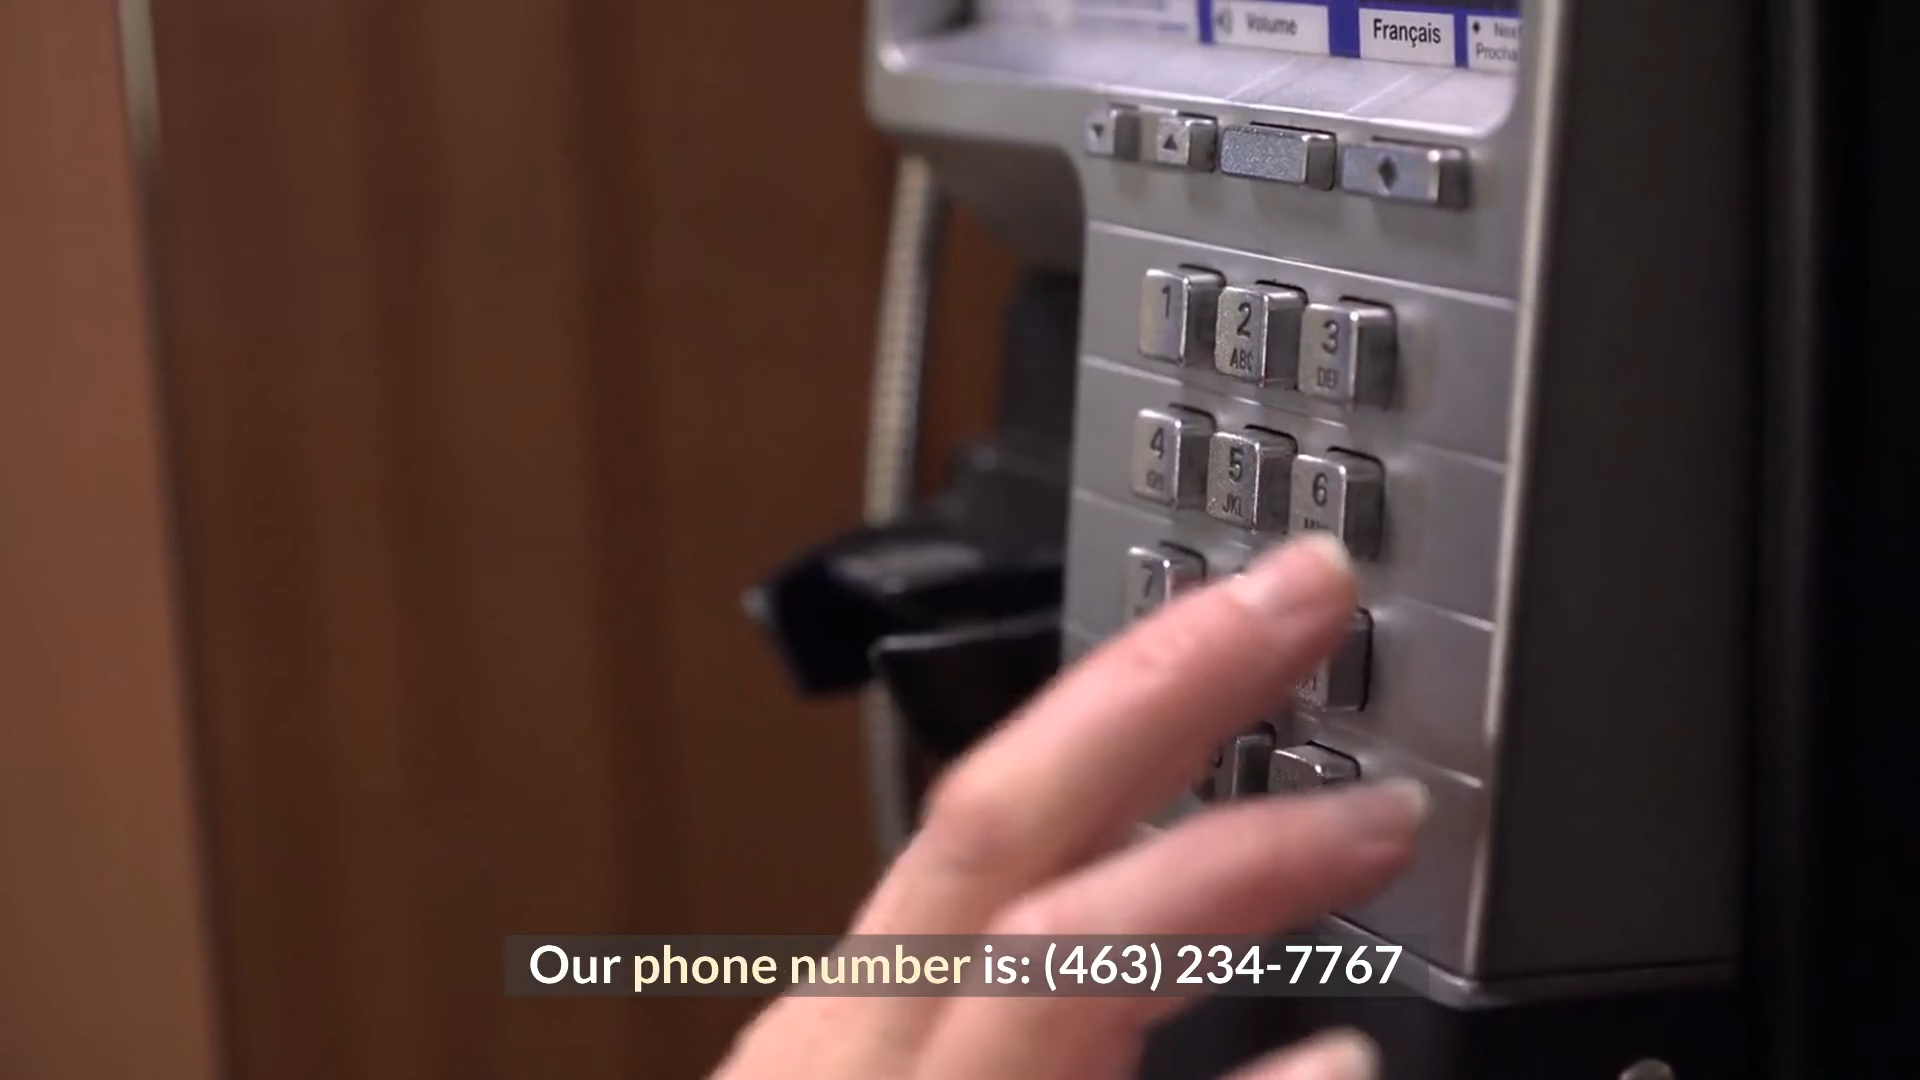 Volume
Français
1
2
ABC
3
DEF
4
GHI
5
JKL
6
7
Our phone number is: (463) 234-7767